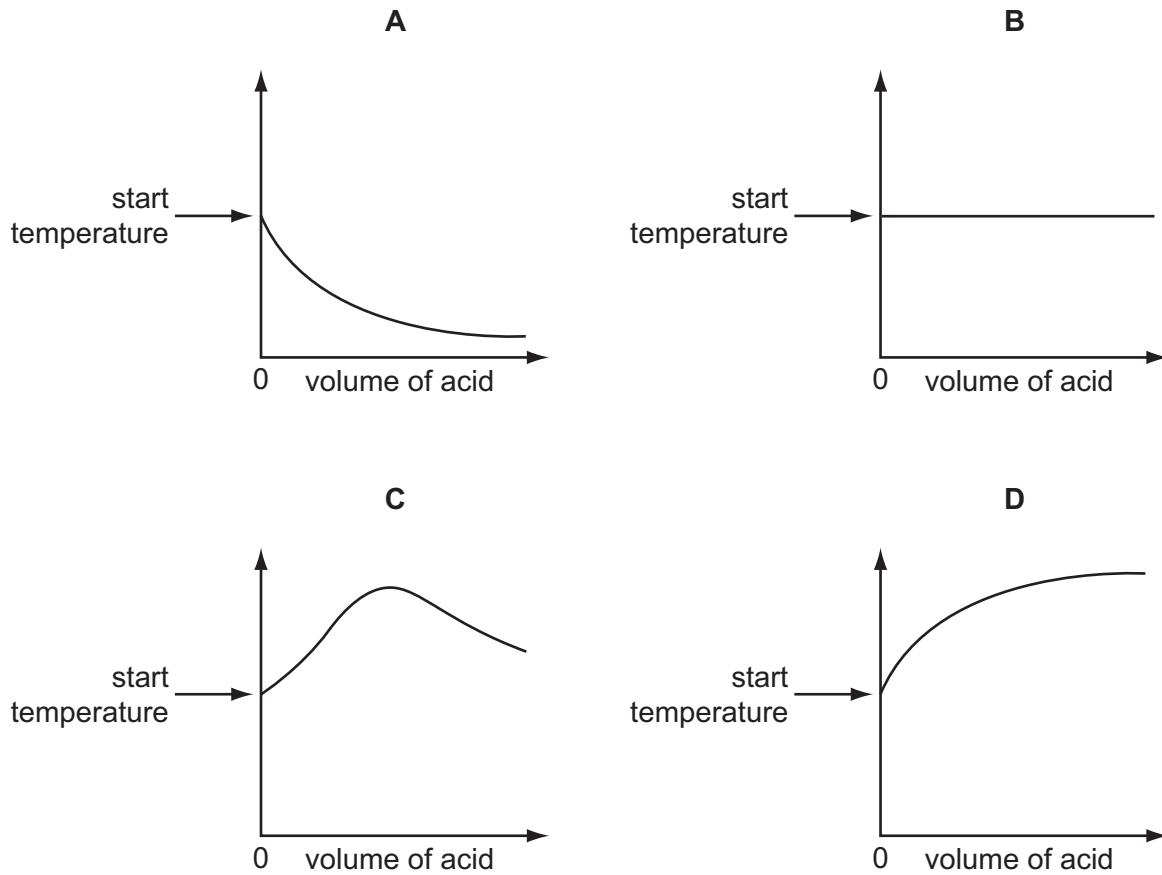 A
start
temperature
0 volume of acid
B
start
temperature
0 volume of acid
C
start
temperature
0 volume of acid
D
start
temperature
0 volume of acid